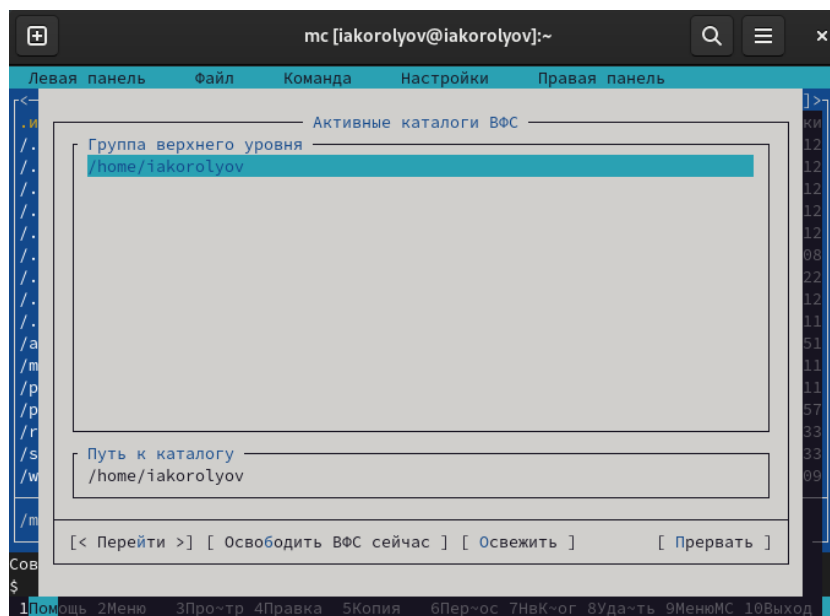 mc [iakorolyov@iakorolyov]:~
Левая панель Файл Команда Настройки Правая панель
Активные каталоги ВФС
Группа верхнего уровня
/home/iakorolyov
Путь к каталогу
/home/iakorolyov
[< Перейти >] [ Освободить ВФС сейчас ] [ Освежить ] [ Прервать ]
Сов
$
1Помощь 2Меню 3Про~тр 4Правка 5Копия 6Пер~ос 7НвК~ог 8Уда~ть 9МенюМС 10Выход